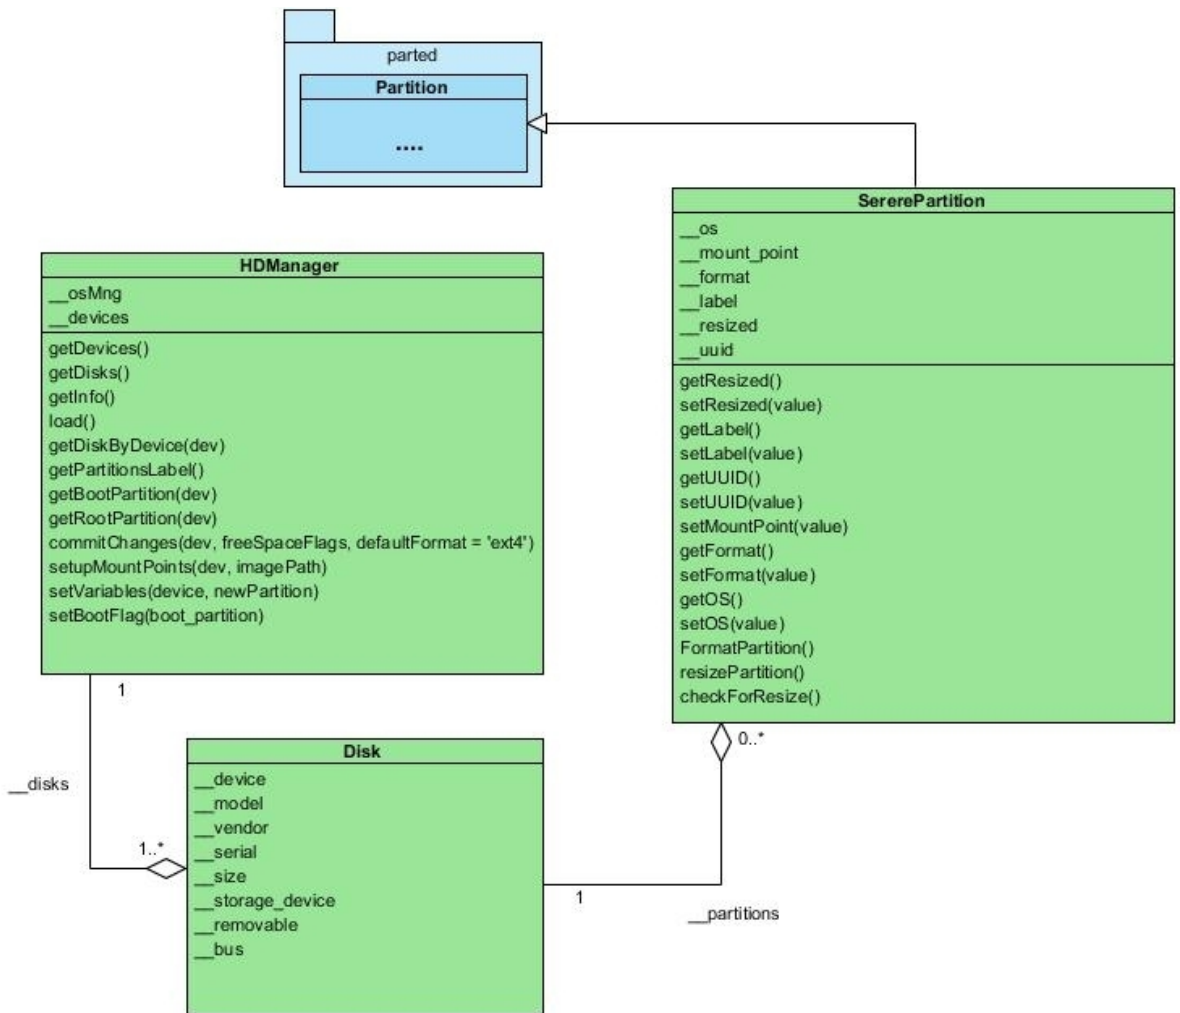 parted
Partition
....
SererePartition
__os
__mount_point
__format
__label
__resized
__uuid
getResized()
setResized(value)
getLabel()
setLabel(value)
getUUID()
setUUID(value)
setMountPoint(value)
getFormat()
setFormat(value)
getOS()
setOS(value)
FormatPartition()
resizePartition()
checkForResize()
HDManager
__osMng
__devices
getDevices()
getDisks()
getInfo()
load()
getDiskByDevice(dev)
getPartitionsLabel()
getBootPartition(dev)
getRootPartition(dev)
commitChanges(dev, freeSpaceFlags, defaultFormat = 'ext4')
setupMountPoints(dev, imagePath)
setVariables(device, newPartition)
setBootFlag(boot_partition)
1
0..*
__disks
1..*
Disk
__device
__model
__vendor
__serial
__size
__storage_device
__removable
__bus
1
__partitions